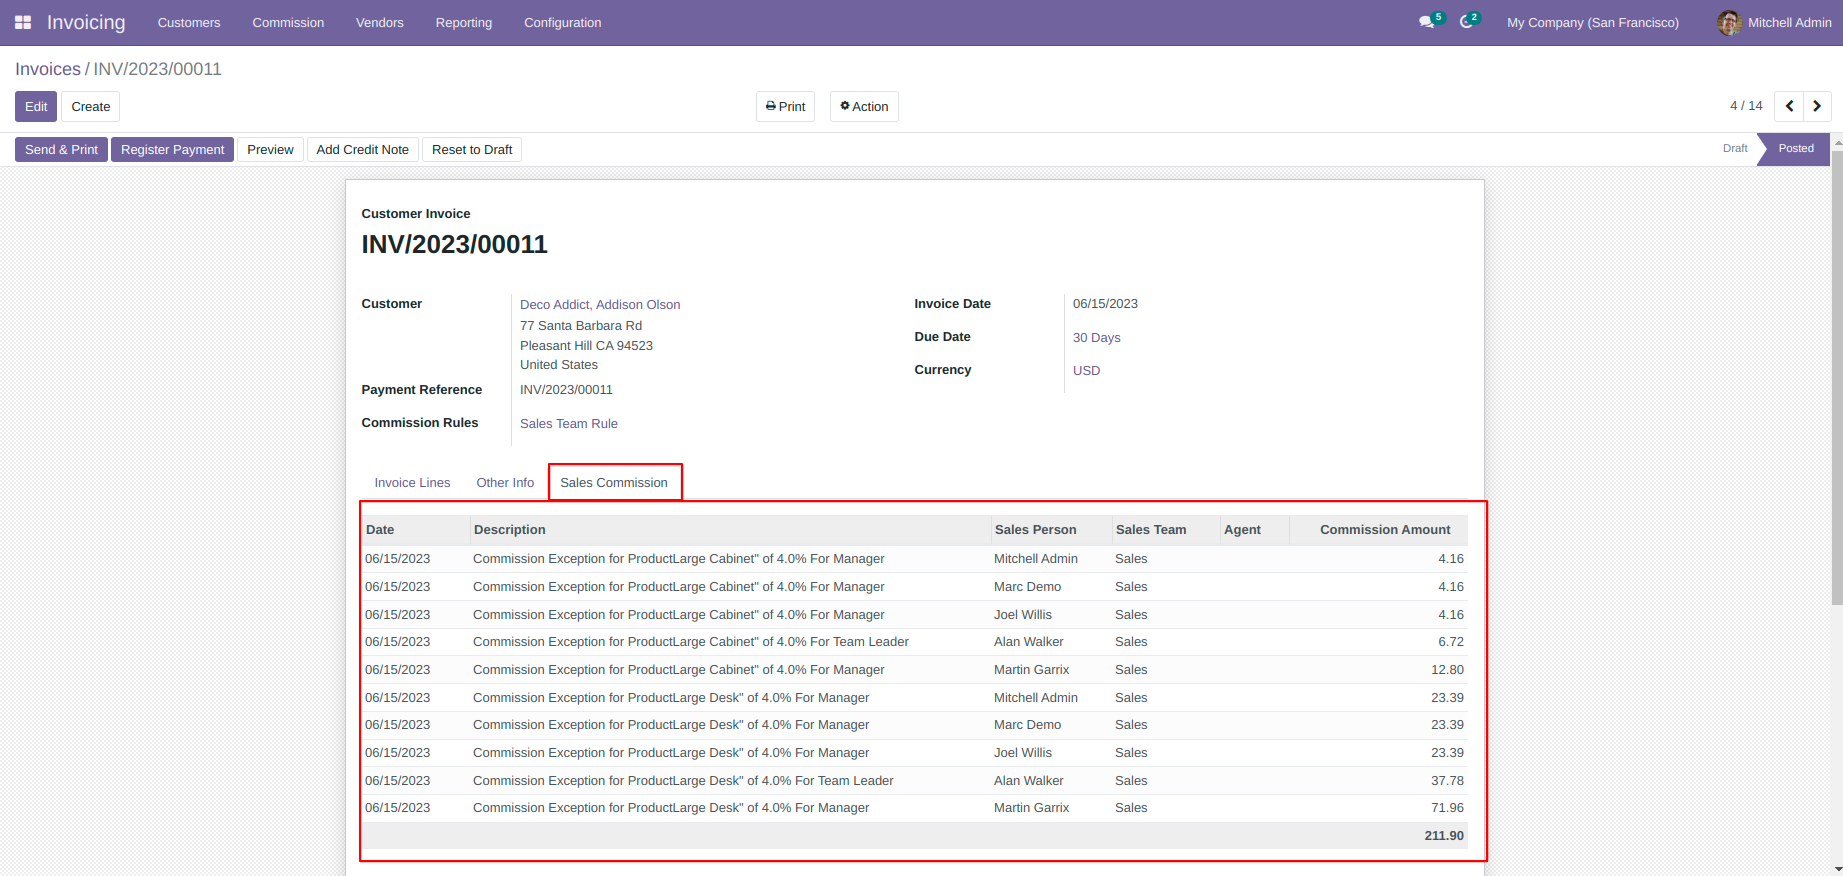 Invoicing Customers Commission Vendors Reporting Configuration 5 2 My Company (San Francisco) Mitchell Admin
Invoices / INV/2023/00011
Edit Create Print Action 4 / 14
Send & Print Register Payment Preview Add Credit Note Reset to Draft Draft Posted
Customer Invoice
INV/2023/00011
Customer Deco Addict, Addison Olson Invoice Date 06/15/2023
77 Santa Barbara Rd
Due Date 30 Days
Pleasant Hill CA 94523
United States
Currency USD
Payment Reference INV/2023/00011
Commission Rules Sales Team Rule
Invoice Lines Other Info Sales Commission
Date Description Sales Person Sales Team Agent Commission Amount
06/15/2023 Commission Exception for ProductLarge Cabinet" of 4.0% For Manager Mitchell Admin Sales 4.16
06/15/2023 Commission Exception for ProductLarge Cabinet" of 4.0% For Manager Marc Demo Sales 4.16
06/15/2023 Commission Exception for ProductLarge Cabinet" of 4.0% For Manager Joel Willis Sales 4.16
06/15/2023 Commission Exception for ProductLarge Cabinet" of 4.0% For Team Leader Alan Walker Sales 6.72
06/15/2023 Commission Exception for ProductLarge Cabinet" of 4.0% For Manager Martin Garrix Sales 12.80
06/15/2023 Commission Exception for ProductLarge Desk" of 4.0% For Manager Mitchell Admin Sales 23.39
06/15/2023 Commission Exception for ProductLarge Desk" of 4.0% For Manager Marc Demo Sales 23.39
06/15/2023 Commission Exception for ProductLarge Desk" of 4.0% For Manager Joel Willis Sales 23.39
06/15/2023 Commission Exception for ProductLarge Desk" of 4.0% For Team Leader Alan Walker Sales 37.78
06/15/2023 Commission Exception for ProductLarge Desk" of 4.0% For Manager Martin Garrix Sales 71.96
211.90